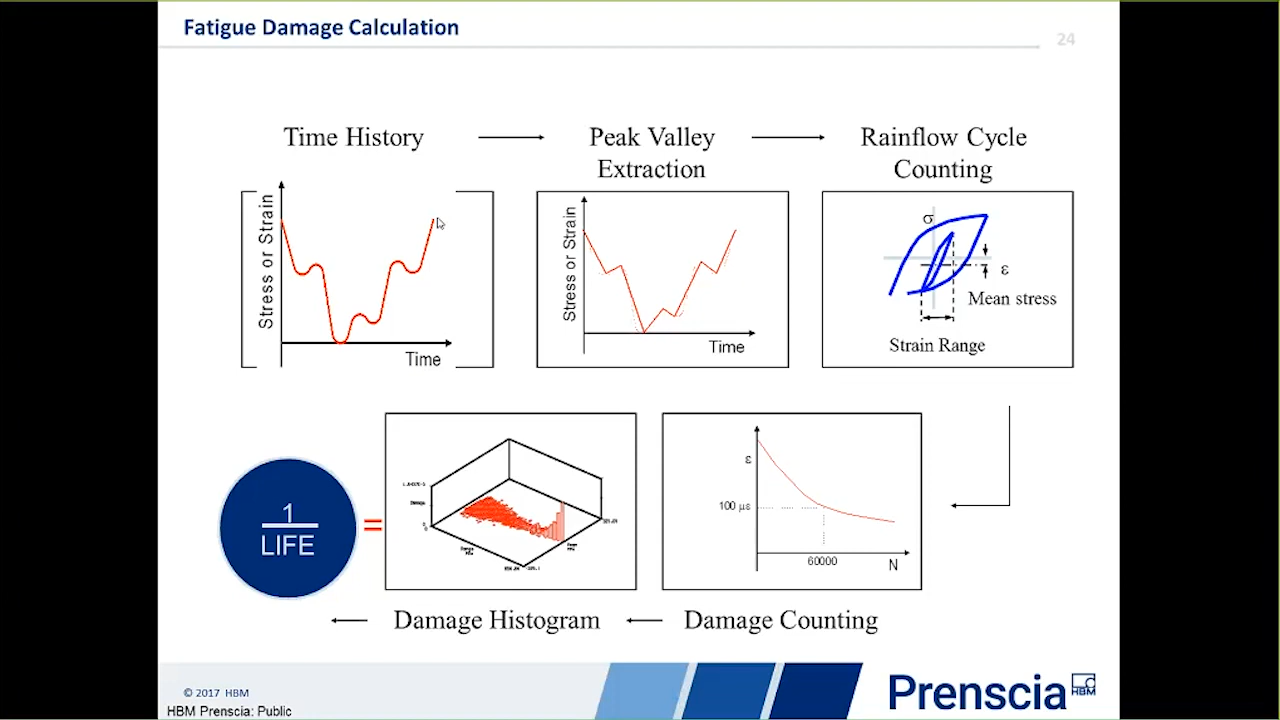 Fatigue Damage Calculation
24
Time History
Peak Valley
Extraction
Rainflow Cycle
Counting
Stress or Strain
Time
Stress or Strain
Time
σ
ε
Mean stress
Strain Range
1
LIFE
=
Damage
0
ε
100 µε
60000
N
Damage Histogram
Damage Counting
© 2017 HBM
HBM Prenscia: Public
Prenscia
HBM